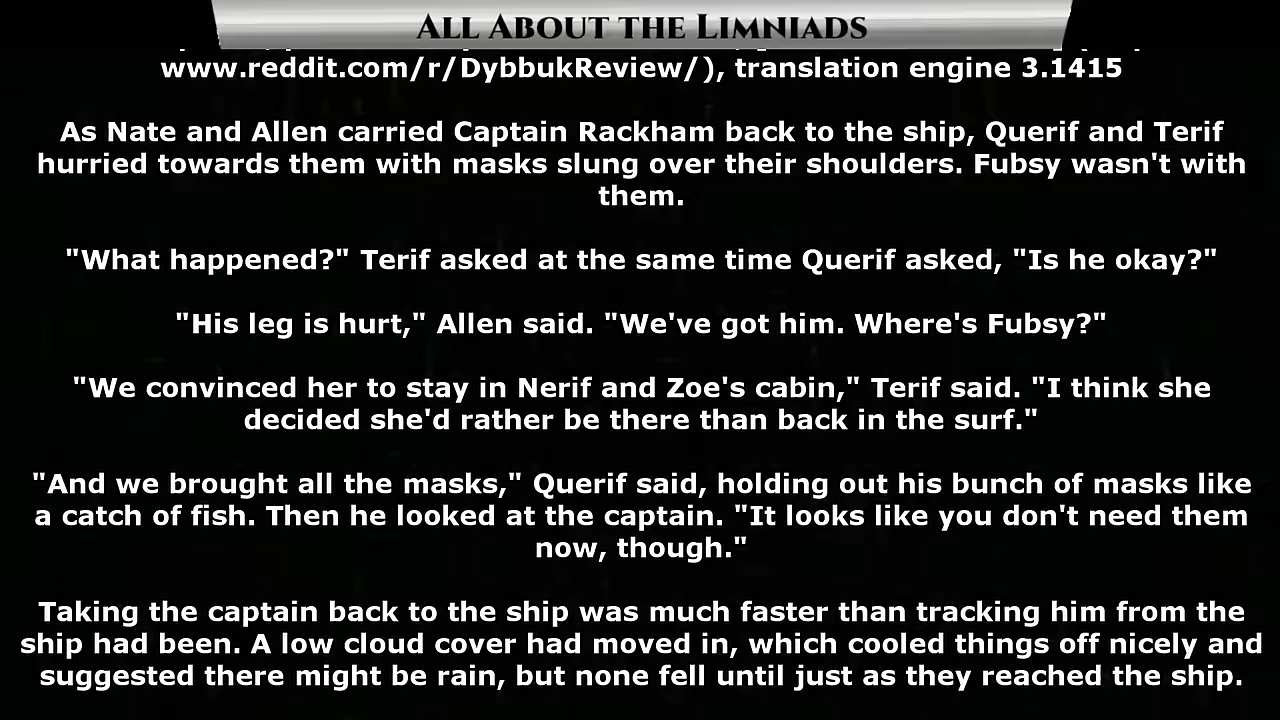 All About the Limniads
www.reddit.com/r/DybbukReview/), translation engine 3.1415
As Nate and Allen carried Captain Rackham back to the ship, Querif and Terif
hurried towards them with masks slung over their shoulders. Fubsy wasn't with
them.
"What happened?" Terif asked at the same time Querif asked, "Is he okay?"
"His leg is hurt," Allen said. "We've got him. Where's Fubsy?"
"We convinced her to stay in Nerif and Zoe's cabin," Terif said. "I think she
decided she'd rather be there than back in the surf."
"And we brought all the masks," Querif said, holding out his bunch of masks like
a catch of fish. Then he looked at the captain. "It looks like you don't need them
now, though."
Taking the captain back to the ship was much faster than tracking him from the
ship had been. A low cloud cover had moved in, which cooled things off nicely and
suggested there might be rain, but none fell until just as they reached the ship.